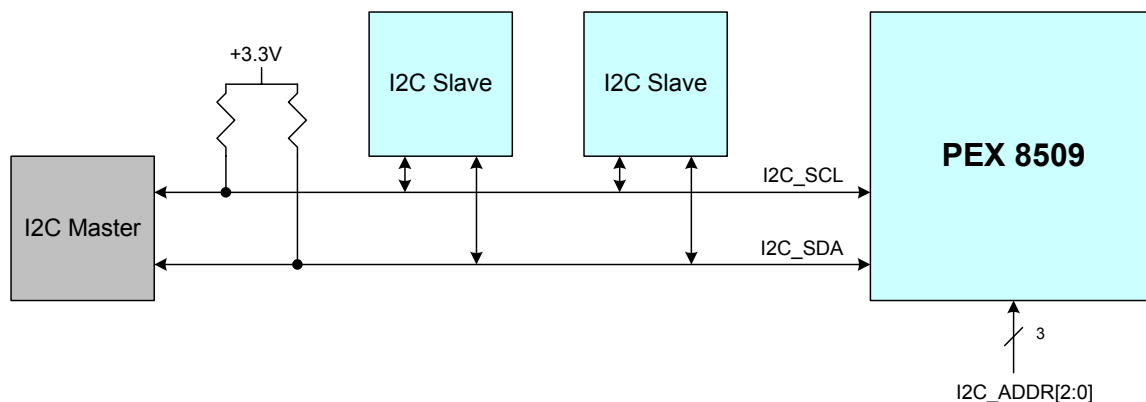 +3.3V
I2C Slave
I2C Slave
PEX 8509
I2C_SCL
I2C Master
I2C_SDA
3
I2C_ADDR[2:0]